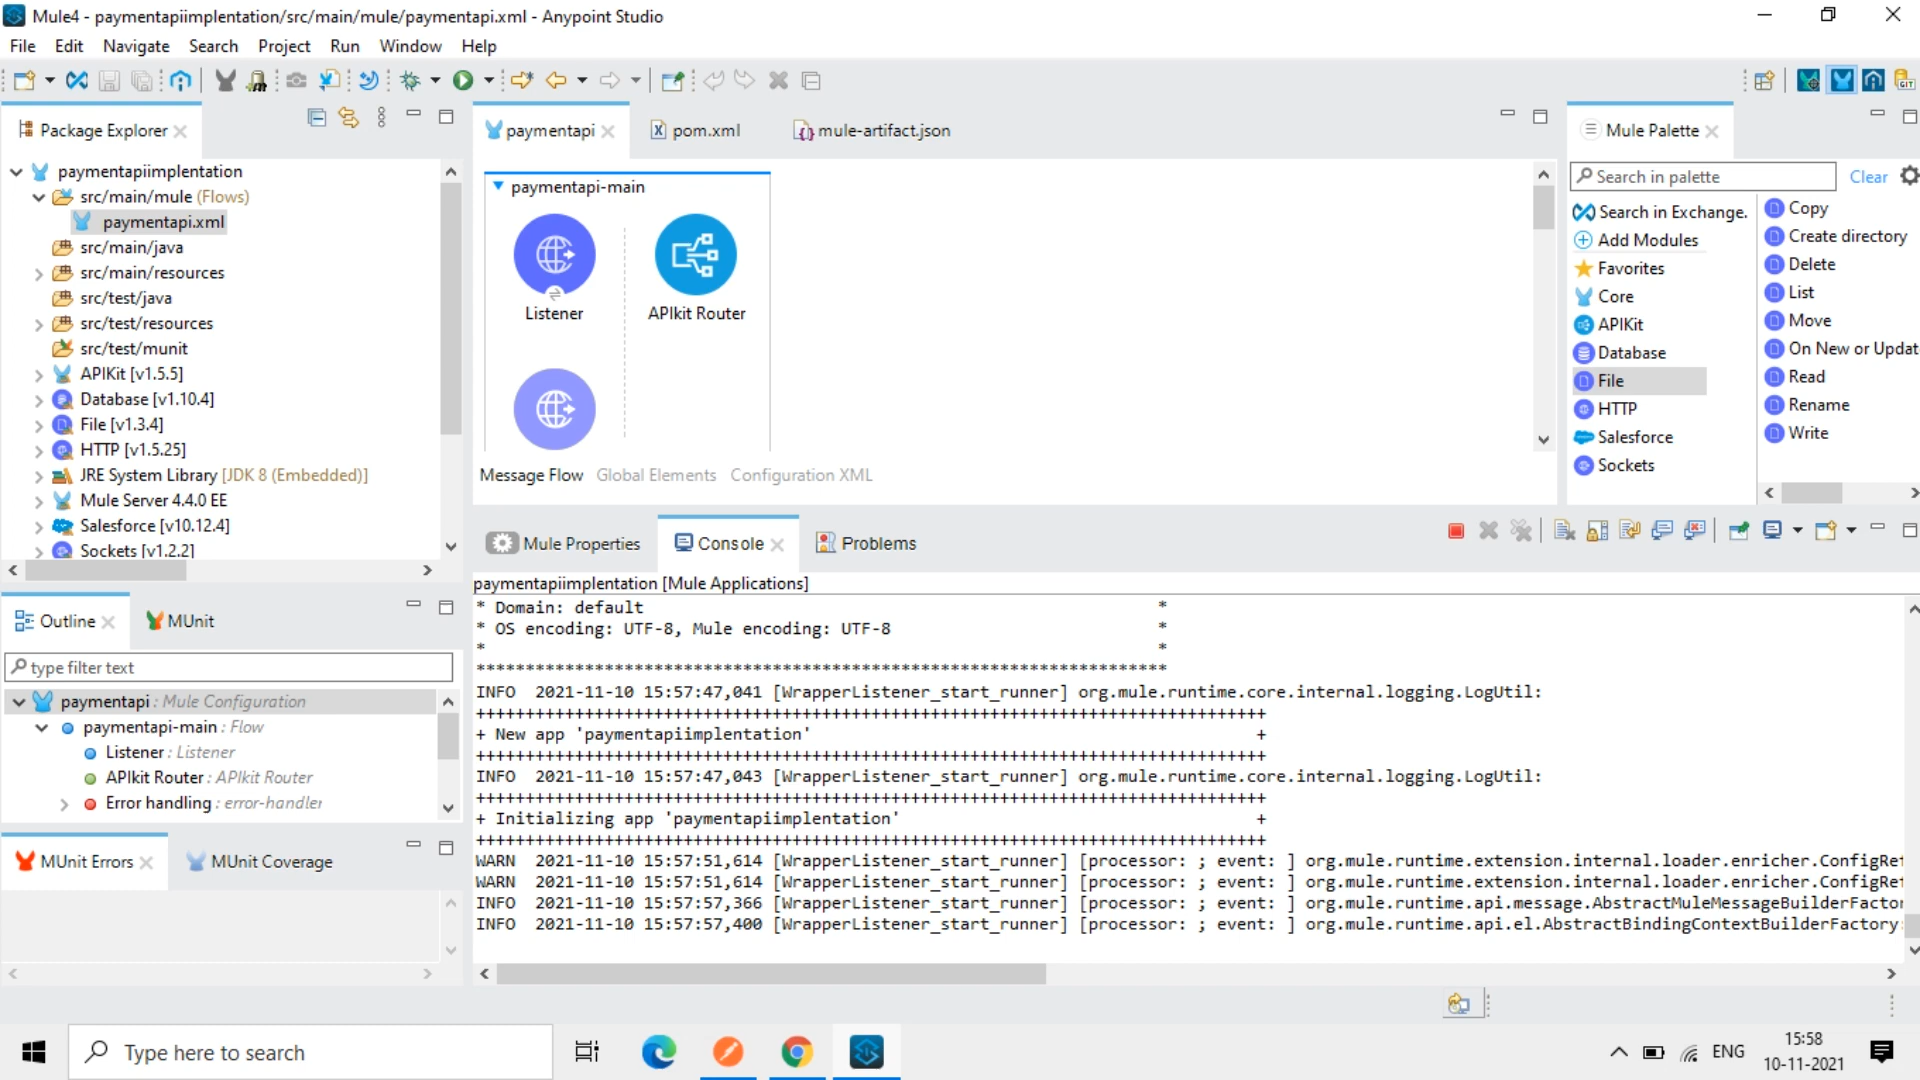 Mule4 - paymentapiimplentation/src/main/mule/paymentapi.xml - Anypoint Studio
File Edit Navigate Search Project Run Window Help
Package Explorer
paymentapiimplentation
src/main/mule (Flows)
paymentapi.xml
src/main/java
src/main/resources
src/test/java
src/test/resources
src/test/munit
APIKit [v1.5.5]
Database [v1.10.4]
File [v1.3.4]
HTTP [v1.5.25]
JRE System Library [JDK 8 (Embedded)]
Mule Server 4.4.0 EE
Salesforce [v10.12.4]
Sockets [v1.2.2]
paymentapi pom.xml mule-artifact.json
paymentapi-main
Listener APIkit Router
Message Flow Global Elements Configuration XML
Mule Palette
Search in palette Clear
Search in Exchange.
Add Modules
Favorites
Core
APIKit
Database
File
HTTP
Salesforce
Sockets
Copy
Create directory
Delete
List
Move
On New or Updat
Read
Rename
Write
Outline MUnit
type filter text
paymentapi : Mule Configuration
paymentapi-main : Flow
Listener : Listener
APIkit Router : APIkit Router
Error handling : error-handler
MUnit Errors MUnit Coverage
Mule Properties Console Problems
paymentapiimplentation [Mule Applications]
* Domain: default *
* OS encoding: UTF-8, Mule encoding: UTF-8 *
* *
**********************************************************************
INFO 2021-11-10 15:57:47,041 [WrapperListener_start_runner] org.mule.runtime.core.internal.logging.LogUtil:
++++++++++++++++++++++++++++++++++++++++++++++++++++++++++++++++++++++++++++++++
+ New app 'paymentapiimplentation' +
++++++++++++++++++++++++++++++++++++++++++++++++++++++++++++++++++++++++++++++++
INFO 2021-11-10 15:57:47,043 [WrapperListener_start_runner] org.mule.runtime.core.internal.logging.LogUtil:
++++++++++++++++++++++++++++++++++++++++++++++++++++++++++++++++++++++++++++++++
+ Initializing app 'paymentapiimplentation' +
++++++++++++++++++++++++++++++++++++++++++++++++++++++++++++++++++++++++++++++++
WARN 2021-11-10 15:57:51,614 [WrapperListener_start_runner] [processor: ; event: ] org.mule.runtime.extension.internal.loader.enricher.ConfigRef
WARN 2021-11-10 15:57:51,614 [WrapperListener_start_runner] [processor: ; event: ] org.mule.runtime.extension.internal.loader.enricher.ConfigRef
INFO 2021-11-10 15:57:57,366 [WrapperListener_start_runner] [processor: ; event: ] org.mule.runtime.api.message.AbstractMuleMessageBuilderFactor
INFO 2021-11-10 15:57:57,400 [WrapperListener_start_runner] [processor: ; event: ] org.mule.runtime.api.el.AbstractBindingContextBuilderFactory:
Type here to search
ENG
15:58
10-11-2021